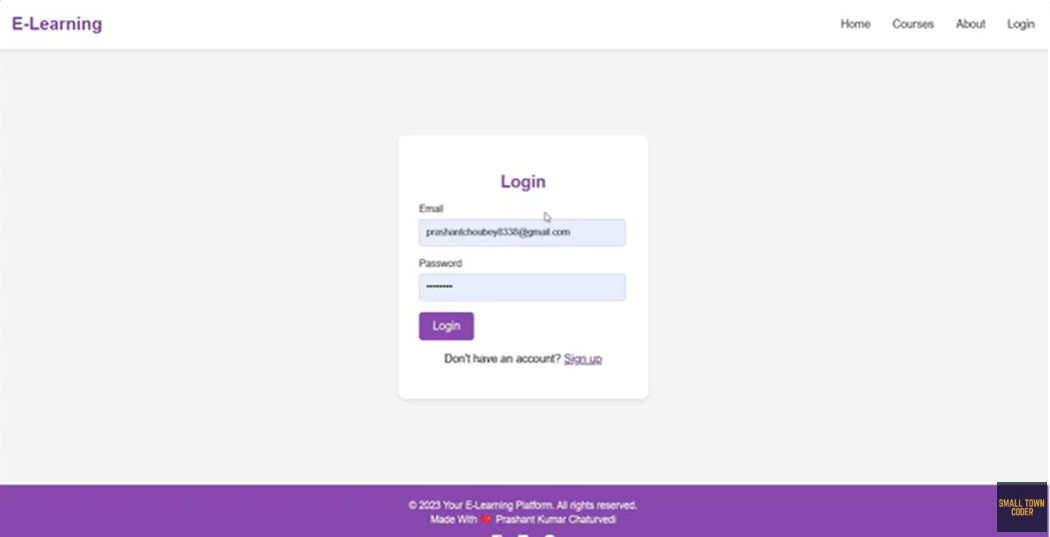 E-Learning
Home Courses About Login
Login
Email
prashantchoubey8338@gmail.com
Password
Login
Don't have an account? Sign up
© 2023 Your E-Learning Platform. All rights reserved.
Made With ❤️ Prashant Kumar Chaturvedi
SMALL TOWN
CODER